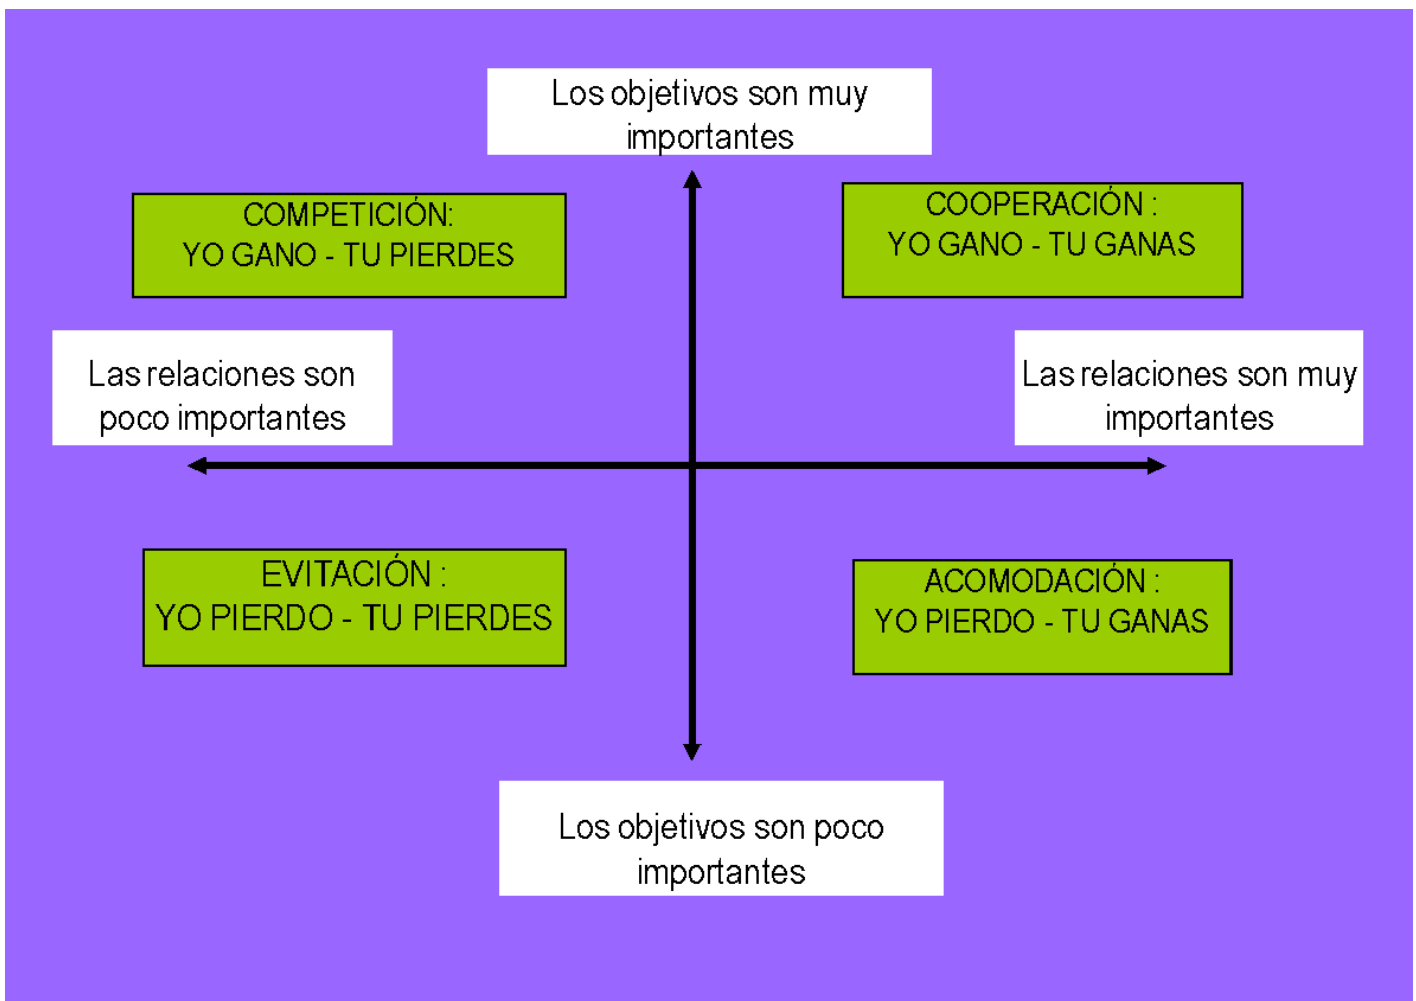 Los objetivos son muy
importantes
COMPETICIÓN:
YO GANO - TU PIERDES
COOPERACIÓN :
YO GANO - TU GANAS
Las relaciones son
poco importantes
Las relaciones son muy
importantes
EVITACIÓN :
YO PIERDO - TU PIERDES
ACOMODACIÓN :
YO PIERDO - TU GANAS
Los objetivos son poco
importantes